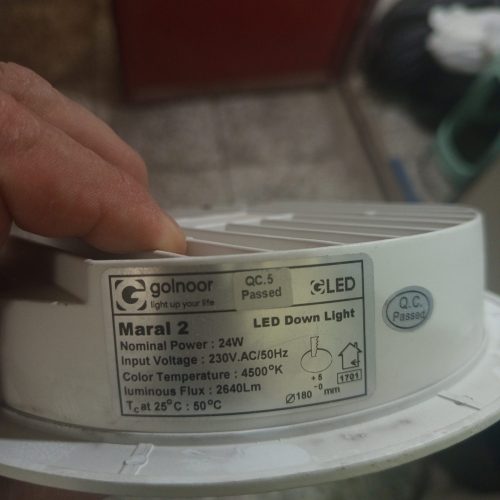 golnoor
light up your life
QC.5
Passed
GLED
Maral 2
LED Down Light
Nominal Power : 24W
Input Voltage : 230V.AC/50Hz
Color Temperature : 4500°K
luminous Flux : 2640Lm
Tc at 25°C : 50°C
+5
-0
Ø180 mm
1701
Q.C.
Passed